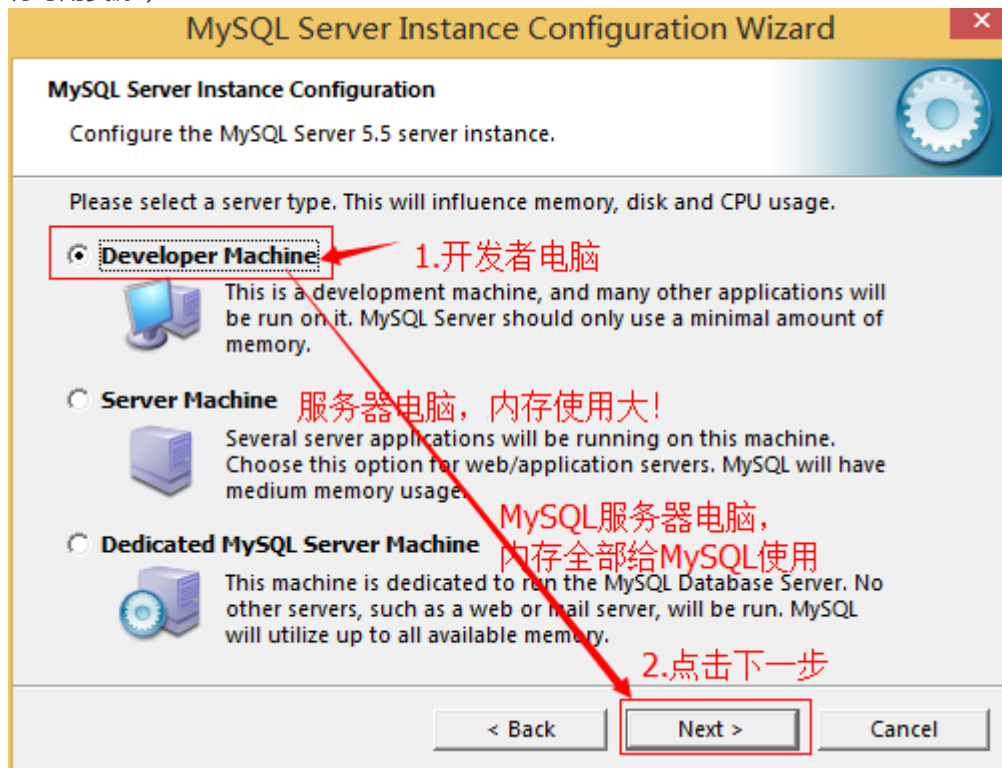 MySQL Server Instance Configuration Wizard
MySQL Server Instance Configuration
Configure the MySQL Server 5.5 server instance.
Please select a server type. This will influence memory, disk and CPU usage.
Developer Machine
1.开发者电脑
This is a development machine, and many other applications will
be run on it. MySQL Server should only use a minimal amount of
memory.
Server Machine
服务器电脑，内存使用大!
Several server applications will be running on this machine.
Choose this option for web/application servers. MySQL will have
medium memory usage.
MySQL服务器电脑，
内存全部给MySQL使用
Dedicated MySQL Server Machine
This machine is dedicated to run the MySQL Database Server. No
other servers, such as a web or mail server, will be run. MySQL
will utilize up to all available memory.
2.点击下一步
< Back
Next >
Cancel